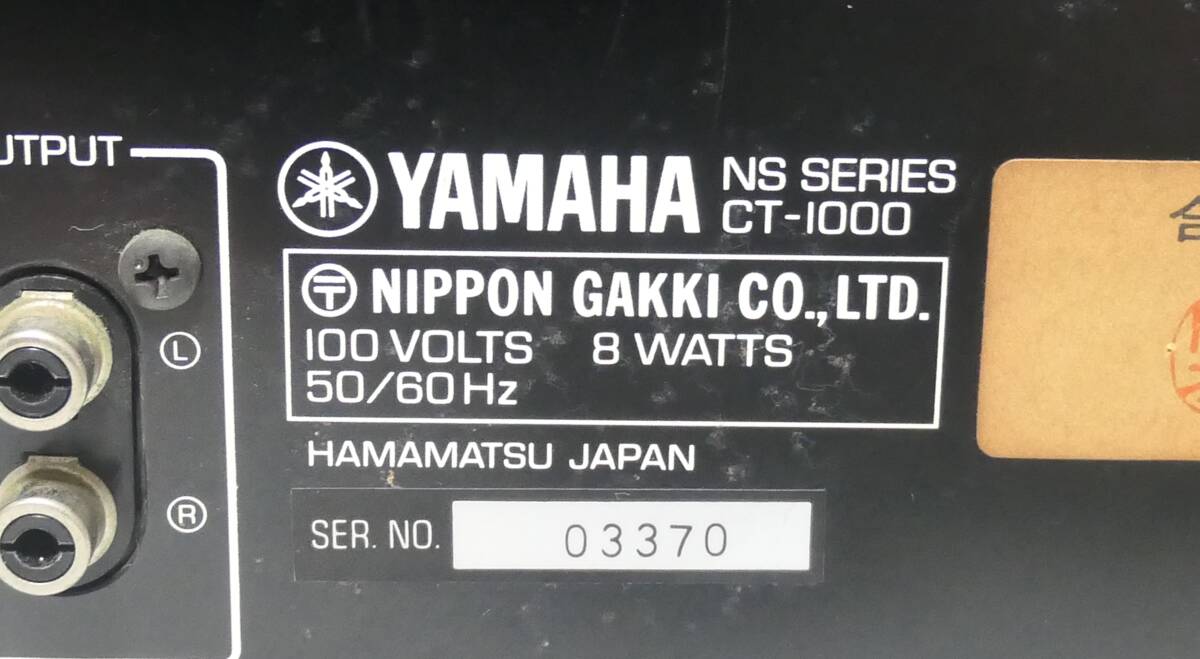 YAMAHA NS SERIES
CT-1000
〒 NIPPON GAKKI CO.,LTD.
100 VOLTS 8 WATTS
50/60 Hz
HAMAMATSU JAPAN
SER. NO. 03370
UTPUT
L
R